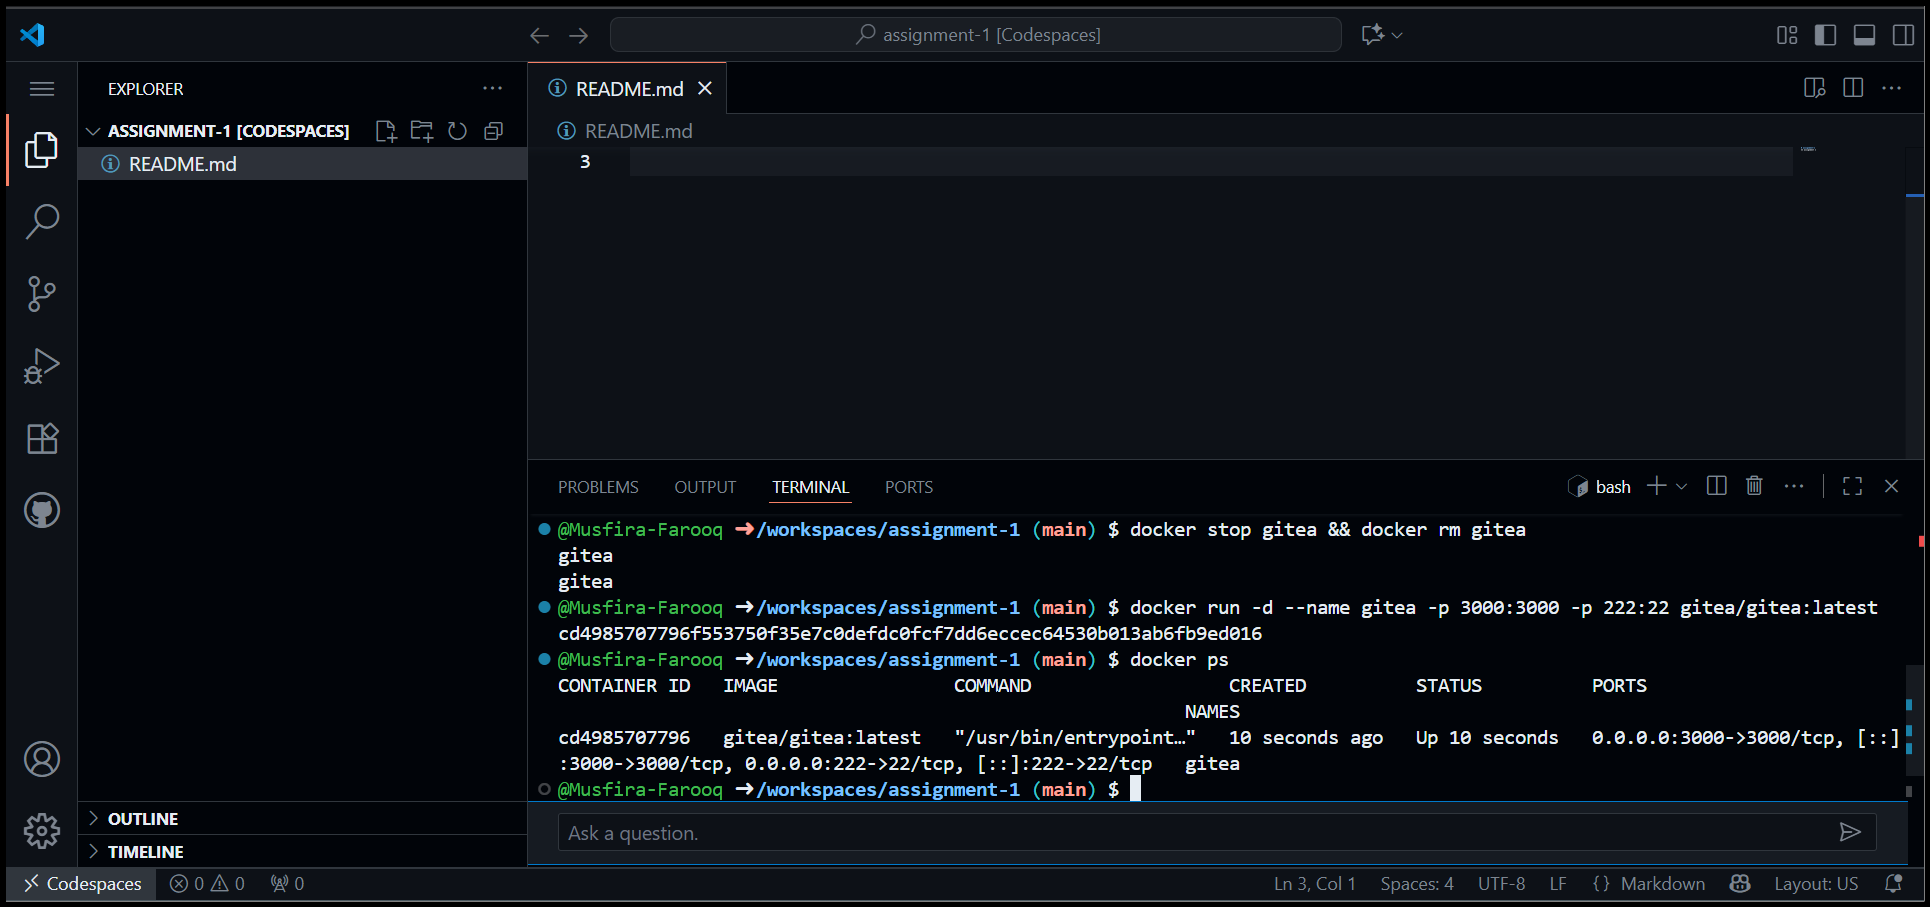 assignment-1 [Codespaces]
EXPLORER
ASSIGNMENT-1 [CODESPACES]
README.md
README.md
README.md
3
PROBLEMS OUTPUT TERMINAL PORTS
bash
@Musfira-Farooq ➜/workspaces/assignment-1 (main) $ docker stop gitea && docker rm gitea
gitea
gitea
@Musfira-Farooq ➜/workspaces/assignment-1 (main) $ docker run -d --name gitea -p 3000:3000 -p 222:22 gitea/gitea:latest
cd4985707796f553750f35e7c0defdc0fcf7dd6eccec64530b013ab6fb9ed016
@Musfira-Farooq ➜/workspaces/assignment-1 (main) $ docker ps
CONTAINER ID IMAGE COMMAND CREATED STATUS PORTS
NAMES
cd4985707796 gitea/gitea:latest "/usr/bin/entrypoint…" 10 seconds ago Up 10 seconds 0.0.0.0:3000->3000/tcp, [::]
:3000->3000/tcp, 0.0.0.0:222->22/tcp, [::]:222->22/tcp gitea
@Musfira-Farooq ➜/workspaces/assignment-1 (main) $
OUTLINE
TIMELINE
Ask a question.
Codespaces 0 0 0 Ln 3, Col 1 Spaces: 4 UTF-8 LF {} Markdown Layout: US